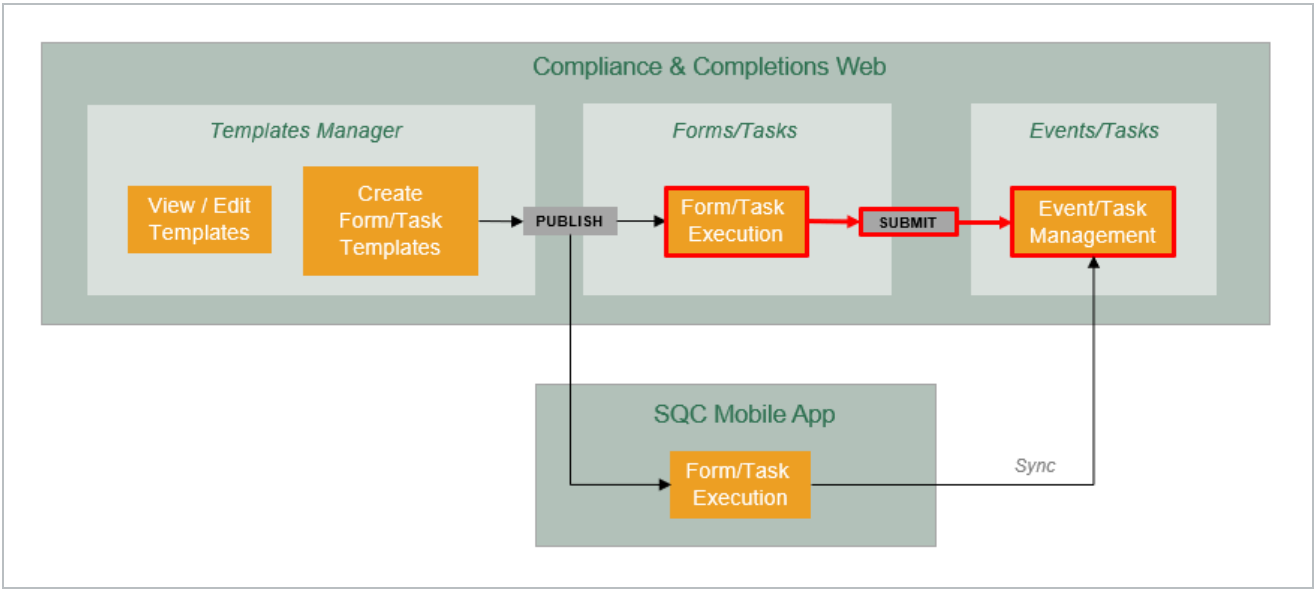 Compliance & Completions Web
Templates Manager
Forms/Tasks
Events/Tasks
View / Edit
Templates
Create
Form/Task
Templates
PUBLISH
Form/Task
Execution
SUBMIT
Event/Task
Management
SQC Mobile App
Form/Task
Execution
Sync